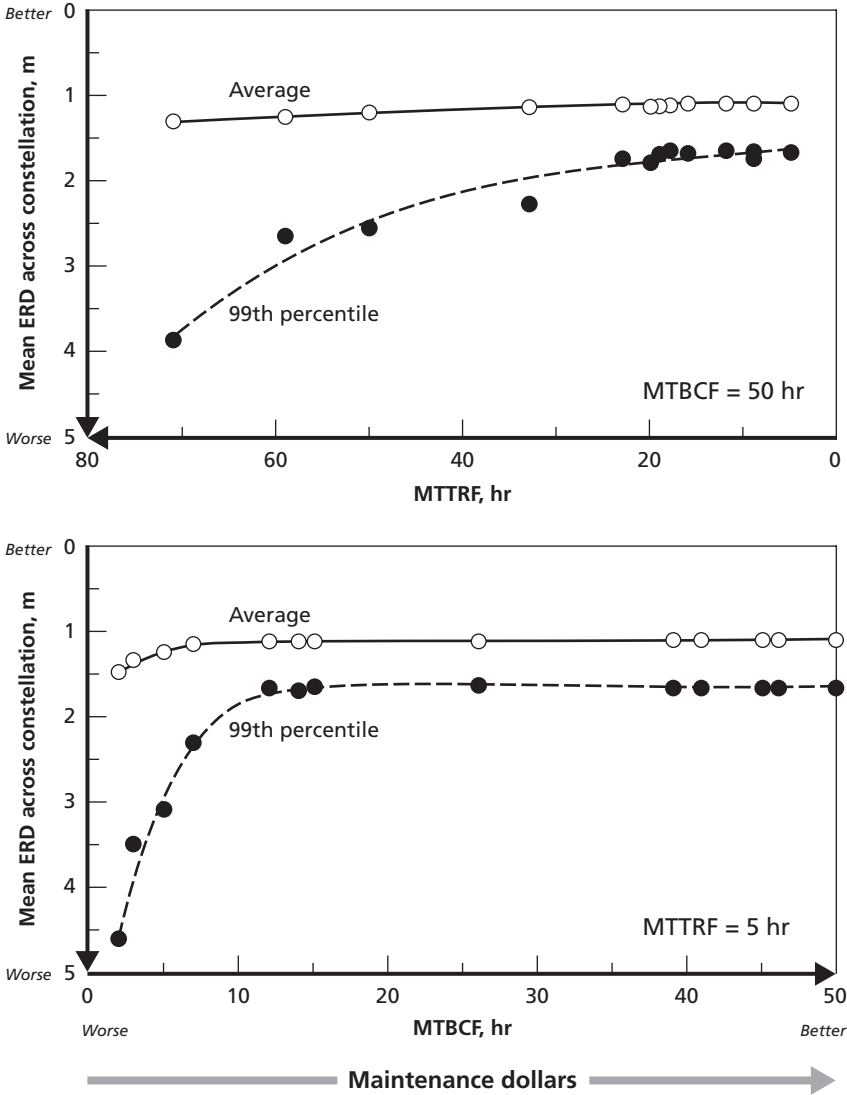 Better 0
Average
1
2
3
99th percentile
4
MTBCF = 50 hr
Worse 5
Mean ERD across constellation, m
80 60 40 20 0
MTTRF, hr
Better 0
Average
1
2
99th percentile
3
4
MTTRF = 5 hr
Worse 5
Mean ERD across constellation, m
0 10 20 30 40 50
Worse MTBCF, hr Better
Maintenance dollars